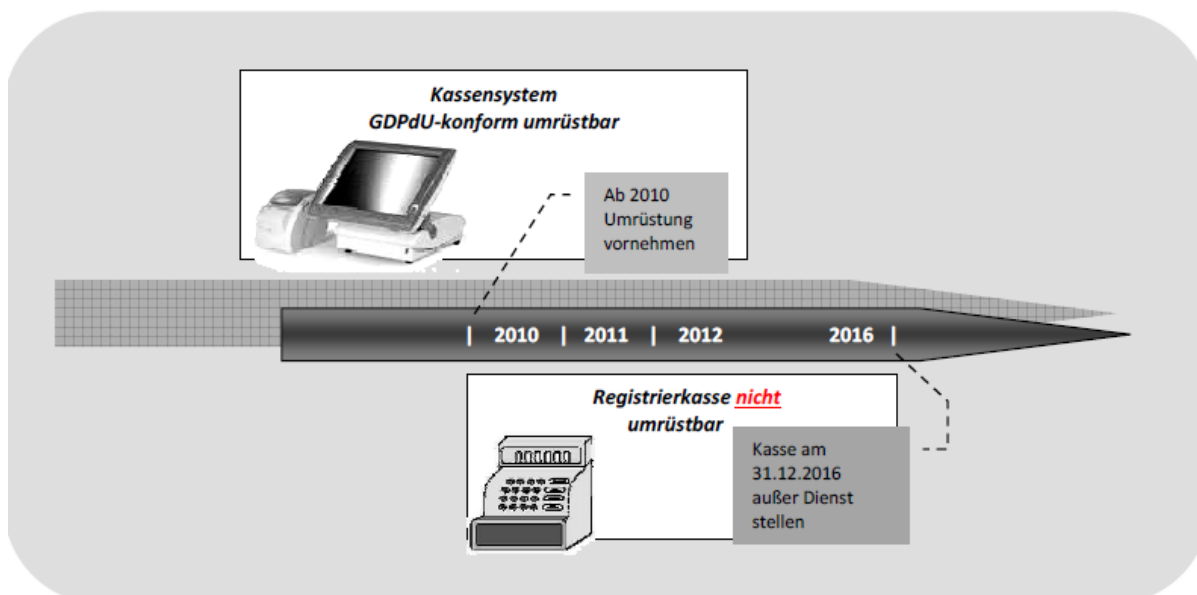 Kassensystem
GDPdU-konform umrüstbar
Ab 2010
Umrüstung
vornehmen
| 2010 | 2011 | 2012 2016 |
Registrierkasse nicht
umrüstbar
Kasse am
31.12.2016
außer Dienst
stellen